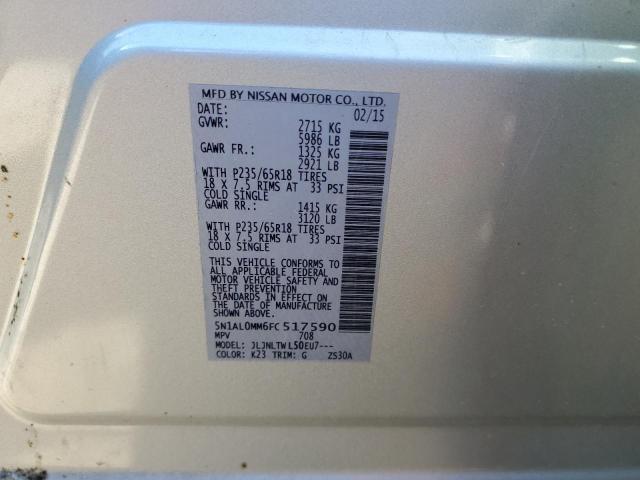 MFD BY NISSAN MOTOR CO., LTD.
DATE: 02/15
GVWR: 2715 KG
5986 LB
GAWR FR.: 1325 KG
2921 LB
WITH P235/65R18 TIRES
18 X 7.5 RIMS AT 33 PSI
COLD SINGLE
GAWR RR.: 1415 KG
3120 LB
WITH P235/65R18 TIRES
18 X 7.5 RIMS AT 33 PSI
COLD SINGLE
THIS VEHICLE CONFORMS TO
ALL APPLICABLE FEDERAL
MOTOR VEHICLE SAFETY AND
THEFT PREVENTION
STANDARDS IN EFFECT ON
THE DATE OF MANUFACTURE
SHOWN ABOVE.
5N1AL0MM6FC517590
MPV 708
MODEL: JLJNLTWL50EU7---
COLOR: K23 TRIM: G ZS30A